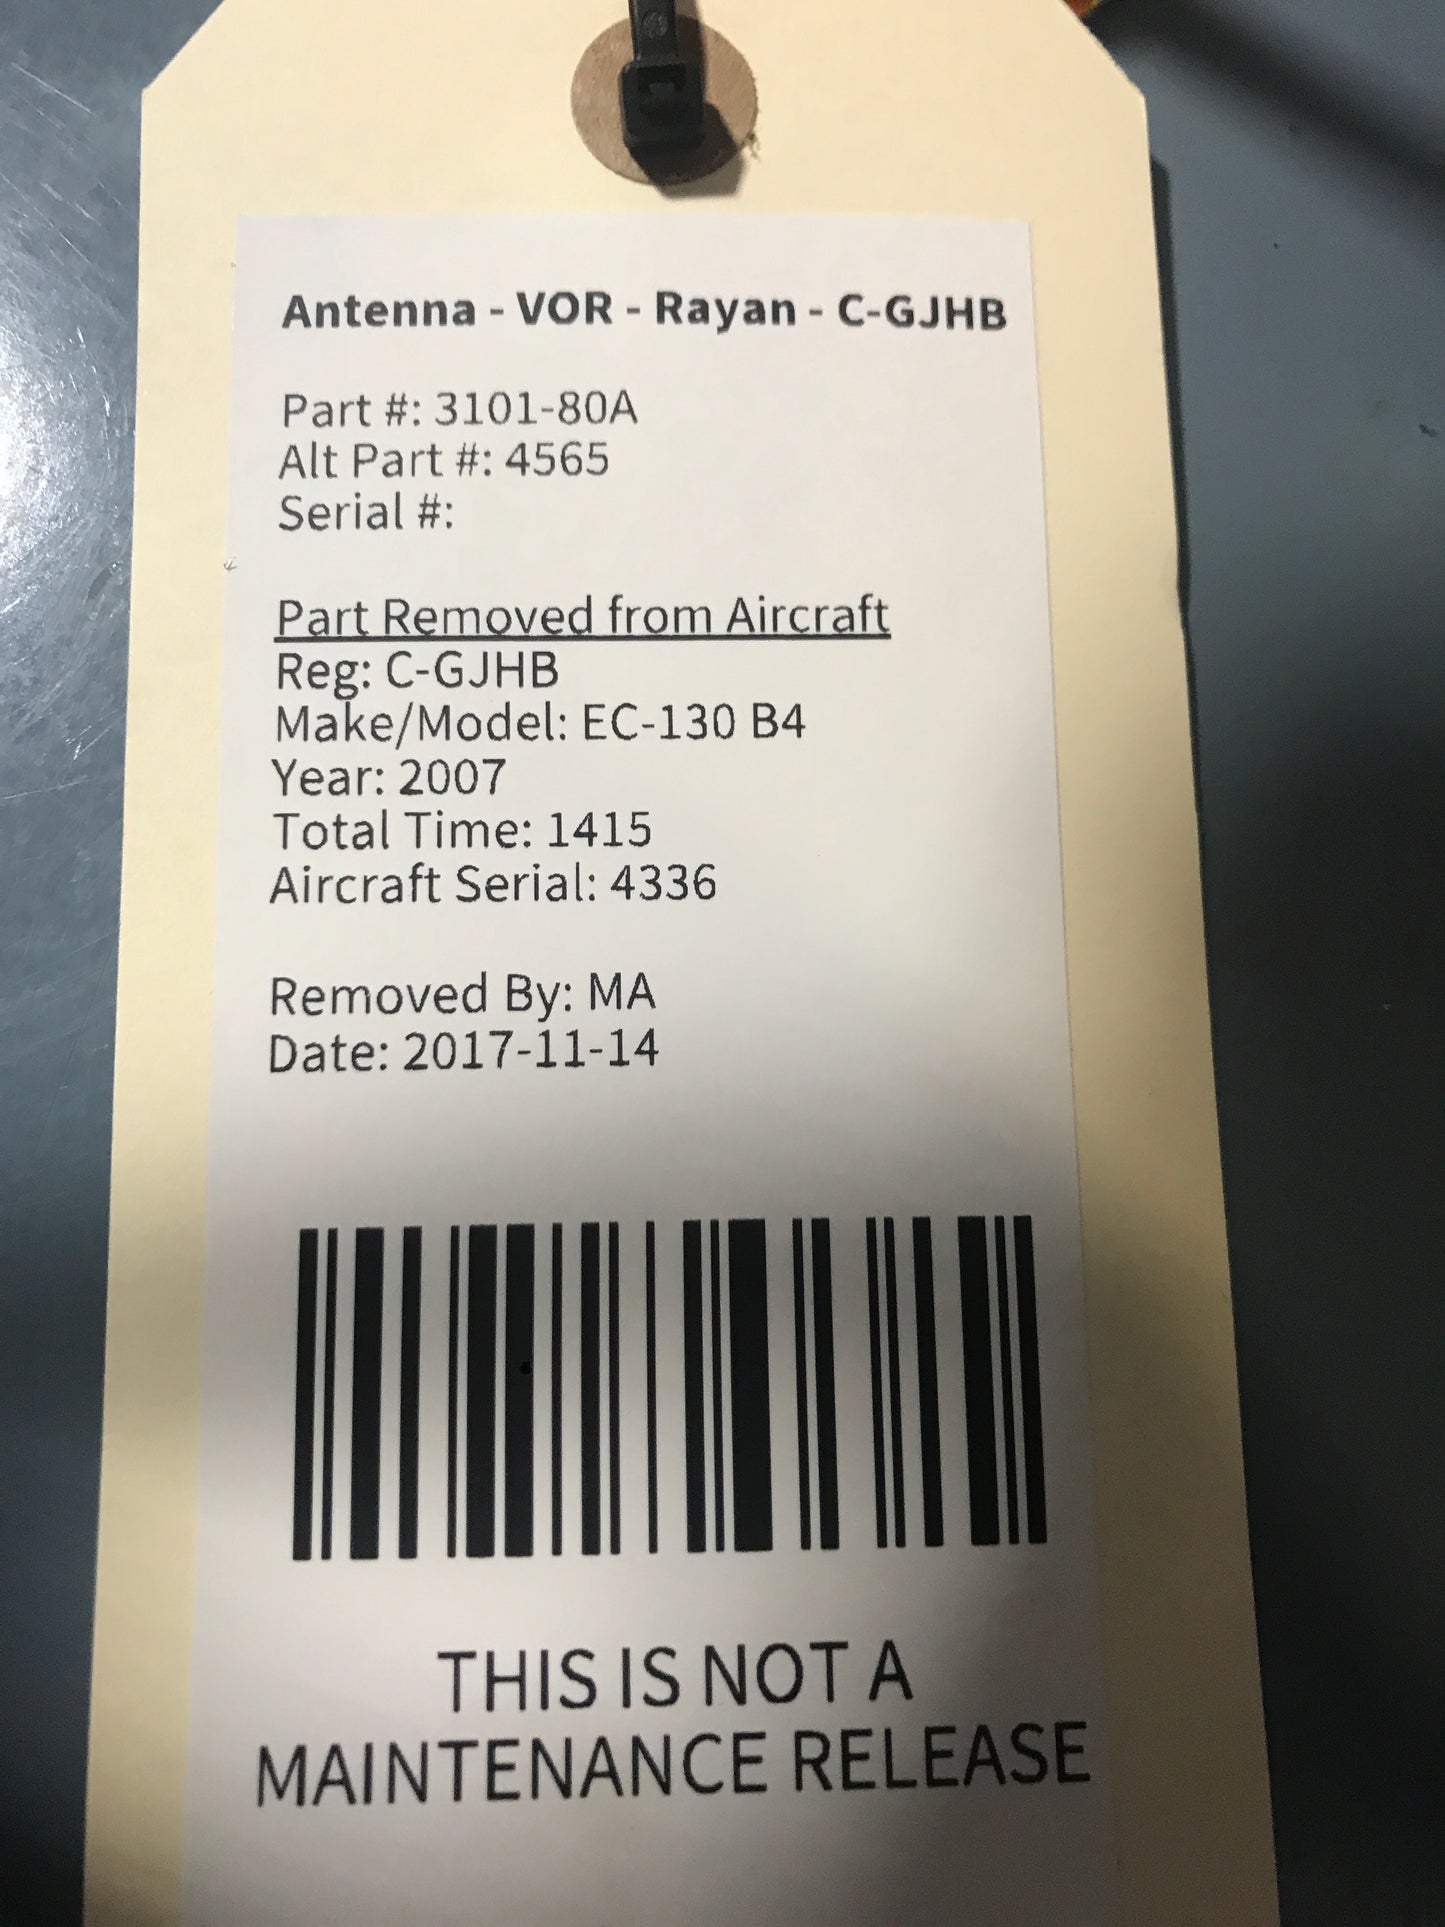 Antenna - VOR - Rayan - C-GJHB
Part #: 3101-80A
Alt Part #: 4565
Serial #:
Part Removed from Aircraft
Reg: C-GJHB
Make/Model: EC-130 B4
Year: 2007
Total Time: 1415
Aircraft Serial: 4336
Removed By: MA
Date: 2017-11-14
THIS IS NOT A
MAINTENANCE RELEASE